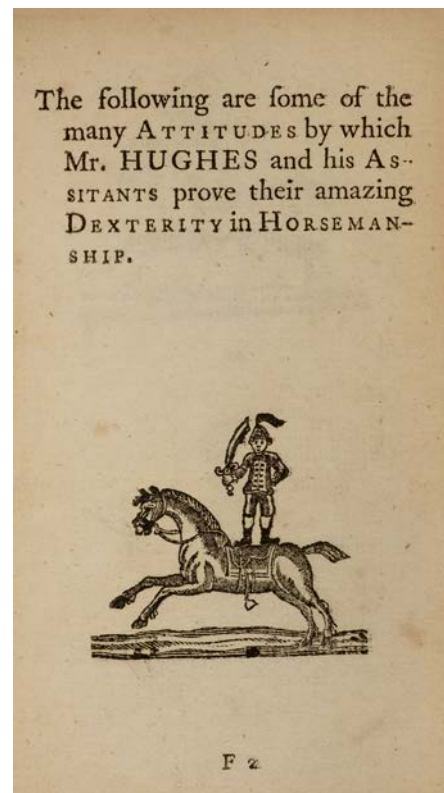 The following are ſome of the
many ATTITUDES by which
Mr. HUGHES and his As-
SITANTS prove their amazing
DEXTERITY in HORSEMAN-
SHIP.
F 2